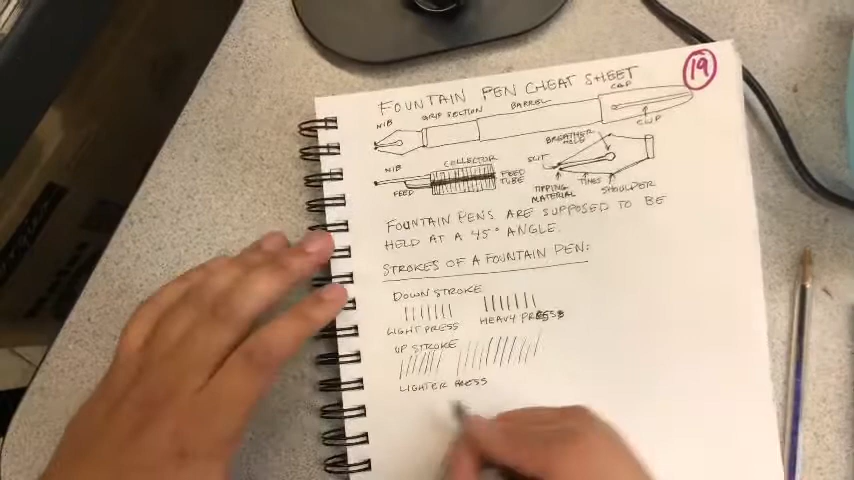 19
FOUNTAIN PEN CHEAT SHEET
NIB
GRIP SECTION
BARREL
CAP
CLIP
NIB
COLLECTOR
FEED
FEED TUBE
SLIT
BREATHER HOLE
TIPPING MATERIAL
TINES
SHOULDER
FOUNTAIN PENS ARE SUPPOSED TO BE
HELD AT A 45° ANGLE.
STROKES OF A FOUNTAIN PEN:
DOWN STROKE
LIGHT PRESS
HEAVY PRESS
UP STROKE
LIGHTER PRESS